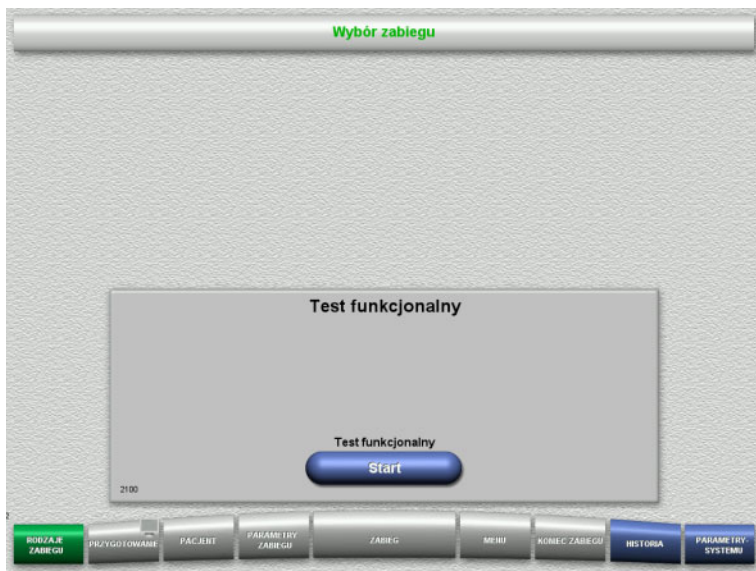 Wybór zabiegu
Test funkcjonalny
Test funkcjonalny
Start
2100
RODZAJE
ZABIEGU
PRZYGOTOWANIE
PACJENT
PARAMETRY
ZABIEGU
ZABIEG
MENU
KONIEC ZABIEGU
HISTORIA
PARAMETRY-
SYSTEMU